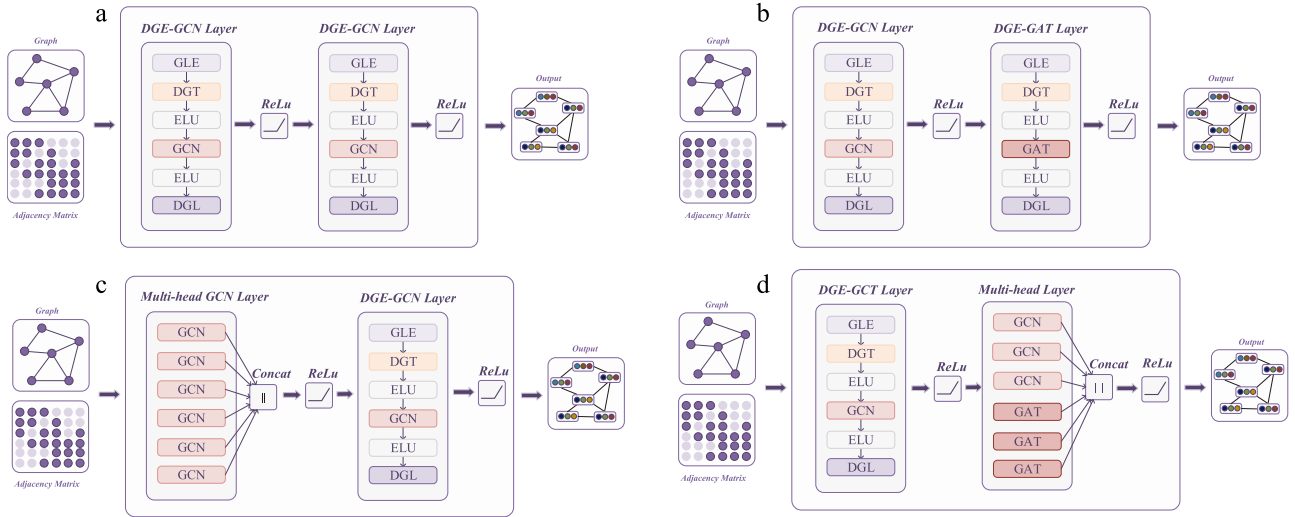 a
DGE-GCN Layer
DGE-GCN Layer
Graph
GLE
DGT
ELU
GCN
ELU
DGL
ReLu
GLE
DGT
ELU
GCN
ELU
DGL
ReLu
Output
Adjacency Matrix
b
DGE-GCN Layer
DGE-GAT Layer
Graph
GLE
DGT
ELU
GCN
ELU
DGL
ReLu
GLE
DGT
ELU
GAT
ELU
DGL
ReLu
Output
Adjacency Matrix
c
Multi-head GCN Layer
DGE-GCN Layer
Graph
GCN
GCN
GCN
GCN
GCN
GCN
Concat
||
ReLu
GLE
DGT
ELU
GCN
ELU
DGL
ReLu
Output
Adjacency Matrix
d
DGE-GCT Layer
Multi-head Layer
Graph
GLE
DGT
ELU
GCN
ELU
DGL
ReLu
GCN
GCN
GCN
GAT
GAT
GAT
Concat
||
ReLu
Output
Adjacency Matrix